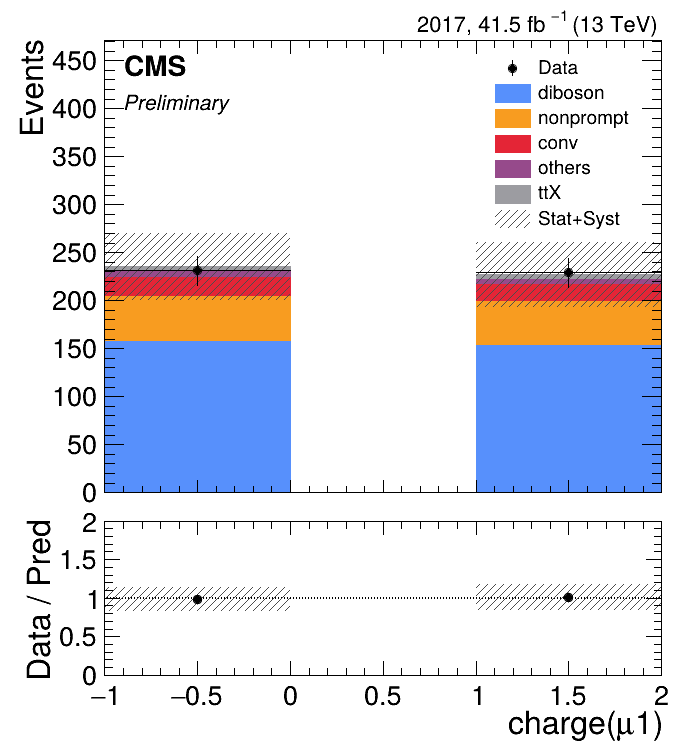 2017, 41.5 fb⁻¹ (13 TeV)
Events
450
400
350
300
250
200
150
100
50
0
CMS
Preliminary
Data
diboson
nonprompt
conv
others
ttX
Stat+Syst
Data / Pred
2
1.5
1
0.5
0
−1 −0.5 0 0.5 1 1.5 2
charge(μ1)